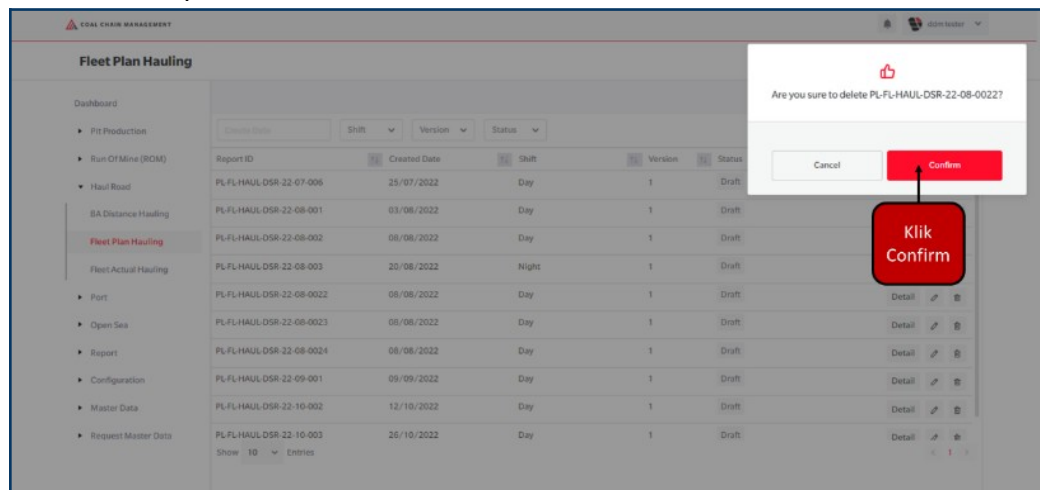 COAL CHAIN MANAGEMENT
ddm tester
Fleet Plan Hauling
Are you sure to delete PL-FL-HAUL-DSR-22-08-0022?
Cancel
Confirm
Klik
Confirm
Dashboard
Pit Production
Run Of Mine (ROM)
Haul Road
BA Distance Hauling
Fleet Plan Hauling
Fleet Actual Hauling
Port
Open Sea
Report
Configuration
Master Data
Request Master Data
Create Date Shift Version Status
Report ID Created Date Shift Version Status
PL-FL-HAUL-DSR-22-07-006 25/07/2022 Day 1 Draft
PL-FL-HAUL-DSR-22-08-001 03/08/2022 Day 1 Draft
PL-FL-HAUL-DSR-22-08-002 08/08/2022 Day 1 Draft
PL-FL-HAUL-DSR-22-08-003 20/08/2022 Night 1 Draft
PL-FL-HAUL-DSR-22-08-0022 08/08/2022 Day 1 Draft Detail
PL-FL-HAUL-DSR-22-08-0023 08/08/2022 Day 1 Draft Detail
PL-FL-HAUL-DSR-22-08-0024 08/08/2022 Day 1 Draft Detail
PL-FL-HAUL-DSR-22-09-001 09/09/2022 Day 1 Draft Detail
PL-FL-HAUL-DSR-22-10-002 12/10/2022 Day 1 Draft Detail
PL-FL-HAUL-DSR-22-10-003 26/10/2022 Day 1 Draft Detail
Show 10 Entries
1